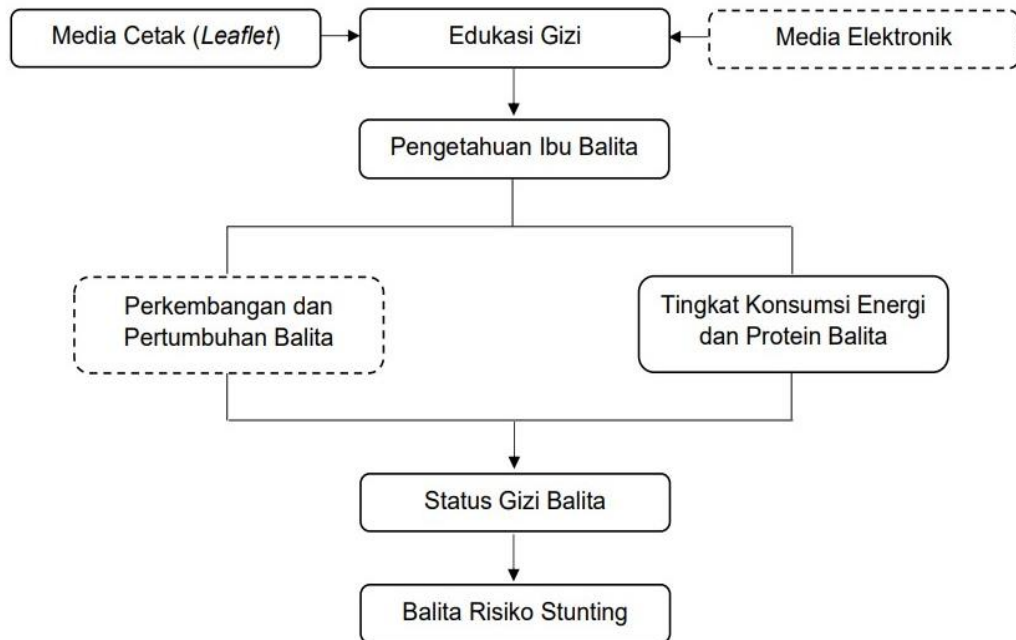 Media Cetak (Leaflet)
Edukasi Gizi
Media Elektronik
Pengetahuan Ibu Balita
Perkembangan dan
Pertumbuhan Balita
Tingkat Konsumsi Energi
dan Protein Balita
Status Gizi Balita
Balita Risiko Stunting